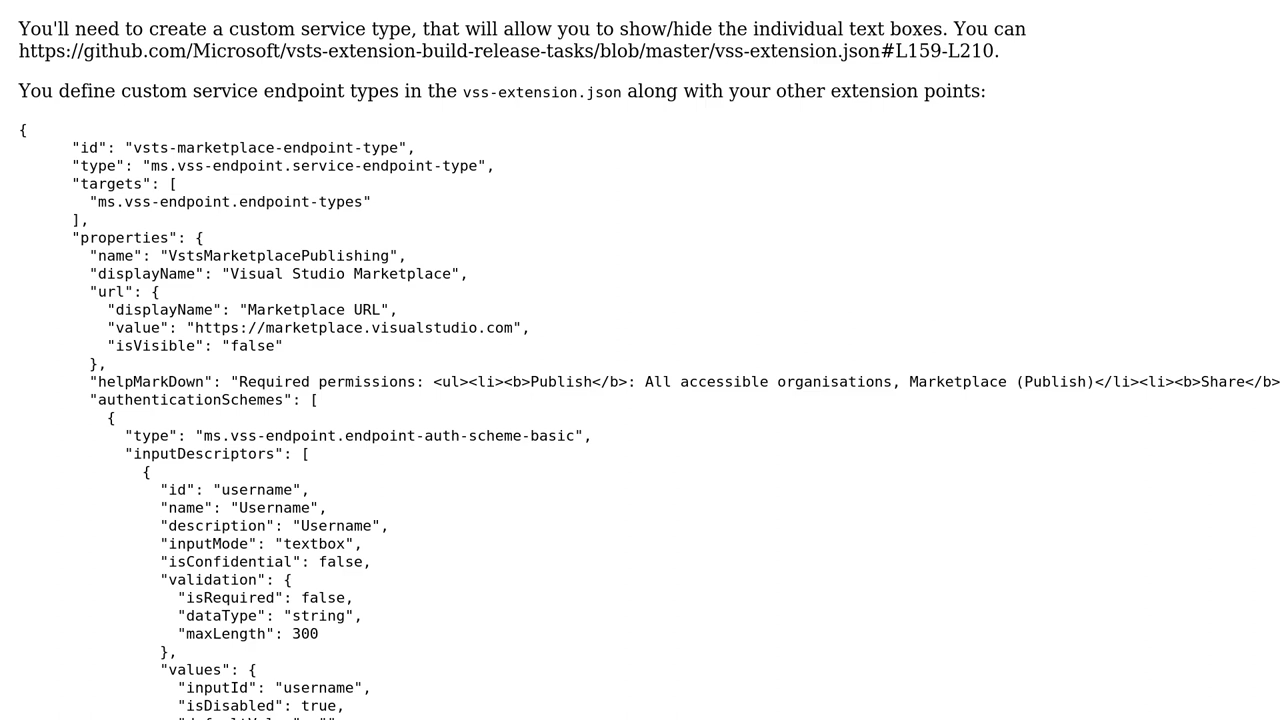 You'll need to create a custom service type, that will allow you to show/hide the individual text boxes. You can
https://github.com/Microsoft/vsts-extension-build-release-tasks/blob/master/vss-extension.json#L159-L210.
You define custom service endpoint types in the vss-extension.json along with your other extension points:
{
      "id": "vsts-marketplace-endpoint-type",
      "type": "ms.vss-endpoint.service-endpoint-type",
      "targets": [
        "ms.vss-endpoint.endpoint-types"
      ],
      "properties": {
        "name": "VstsMarketplacePublishing",
        "displayName": "Visual Studio Marketplace",
        "url": {
          "displayName": "Marketplace URL",
          "value": "https://marketplace.visualstudio.com",
          "isVisible": "false"
        },
        "helpMarkDown": "Required permissions: <ul><li><b>Publish</b>: All accessible organisations, Marketplace (Publish)</li><li><b>Share</b>
        "authenticationSchemes": [
          {
            "type": "ms.vss-endpoint.endpoint-auth-scheme-basic",
            "inputDescriptors": [
              {
                "id": "username",
                "name": "Username",
                "description": "Username",
                "inputMode": "textbox",
                "isConfidential": false,
                "validation": {
                  "isRequired": false,
                  "dataType": "string",
                  "maxLength": 300
                },
                "values": {
                  "inputId": "username",
                  "isDisabled": true,